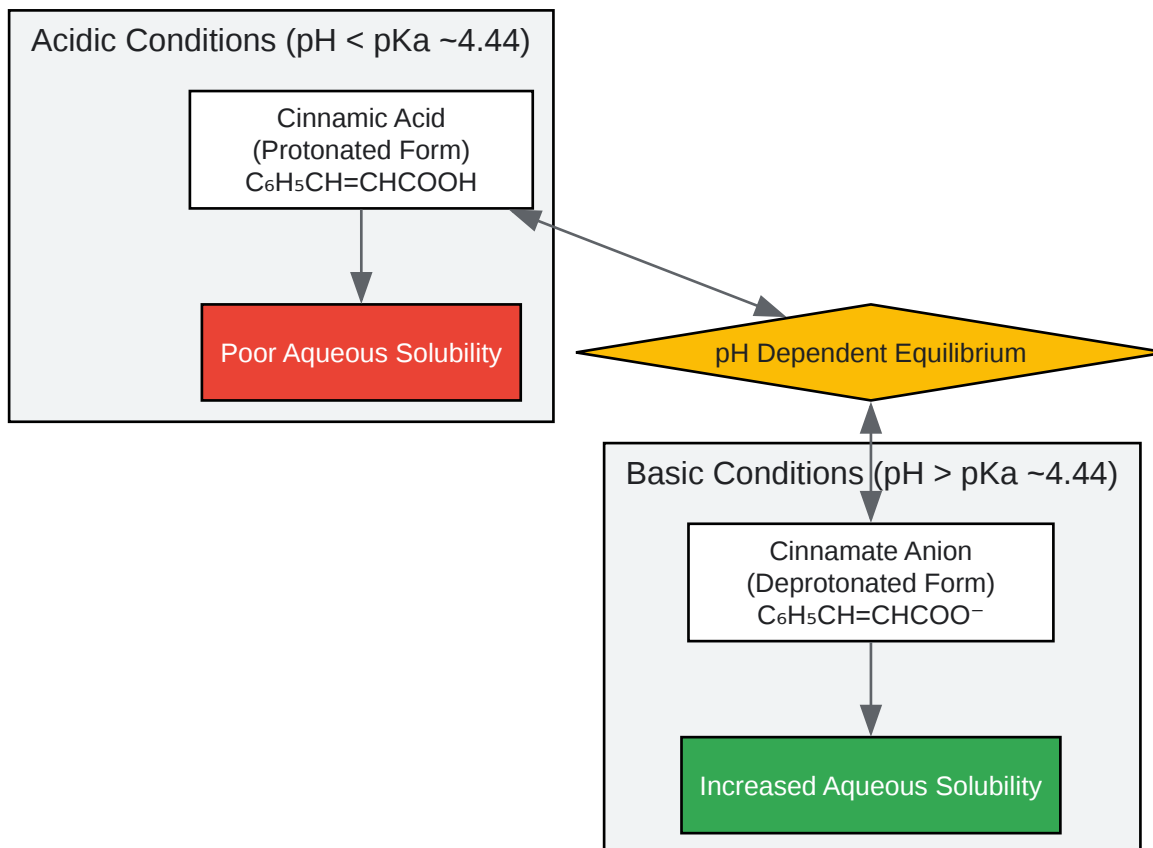 Acidic Conditions (pH < pKa ~4.44)
Cinnamic Acid
(Protonated Form)
C₆H₅CH=CHCOOH
Poor Aqueous Solubility
pH Dependent Equilibrium
Basic Conditions (pH > pKa ~4.44)
Cinnamate Anion
(Deprotonated Form)
C₆H₅CH=CHCOO⁻
Increased Aqueous Solubility